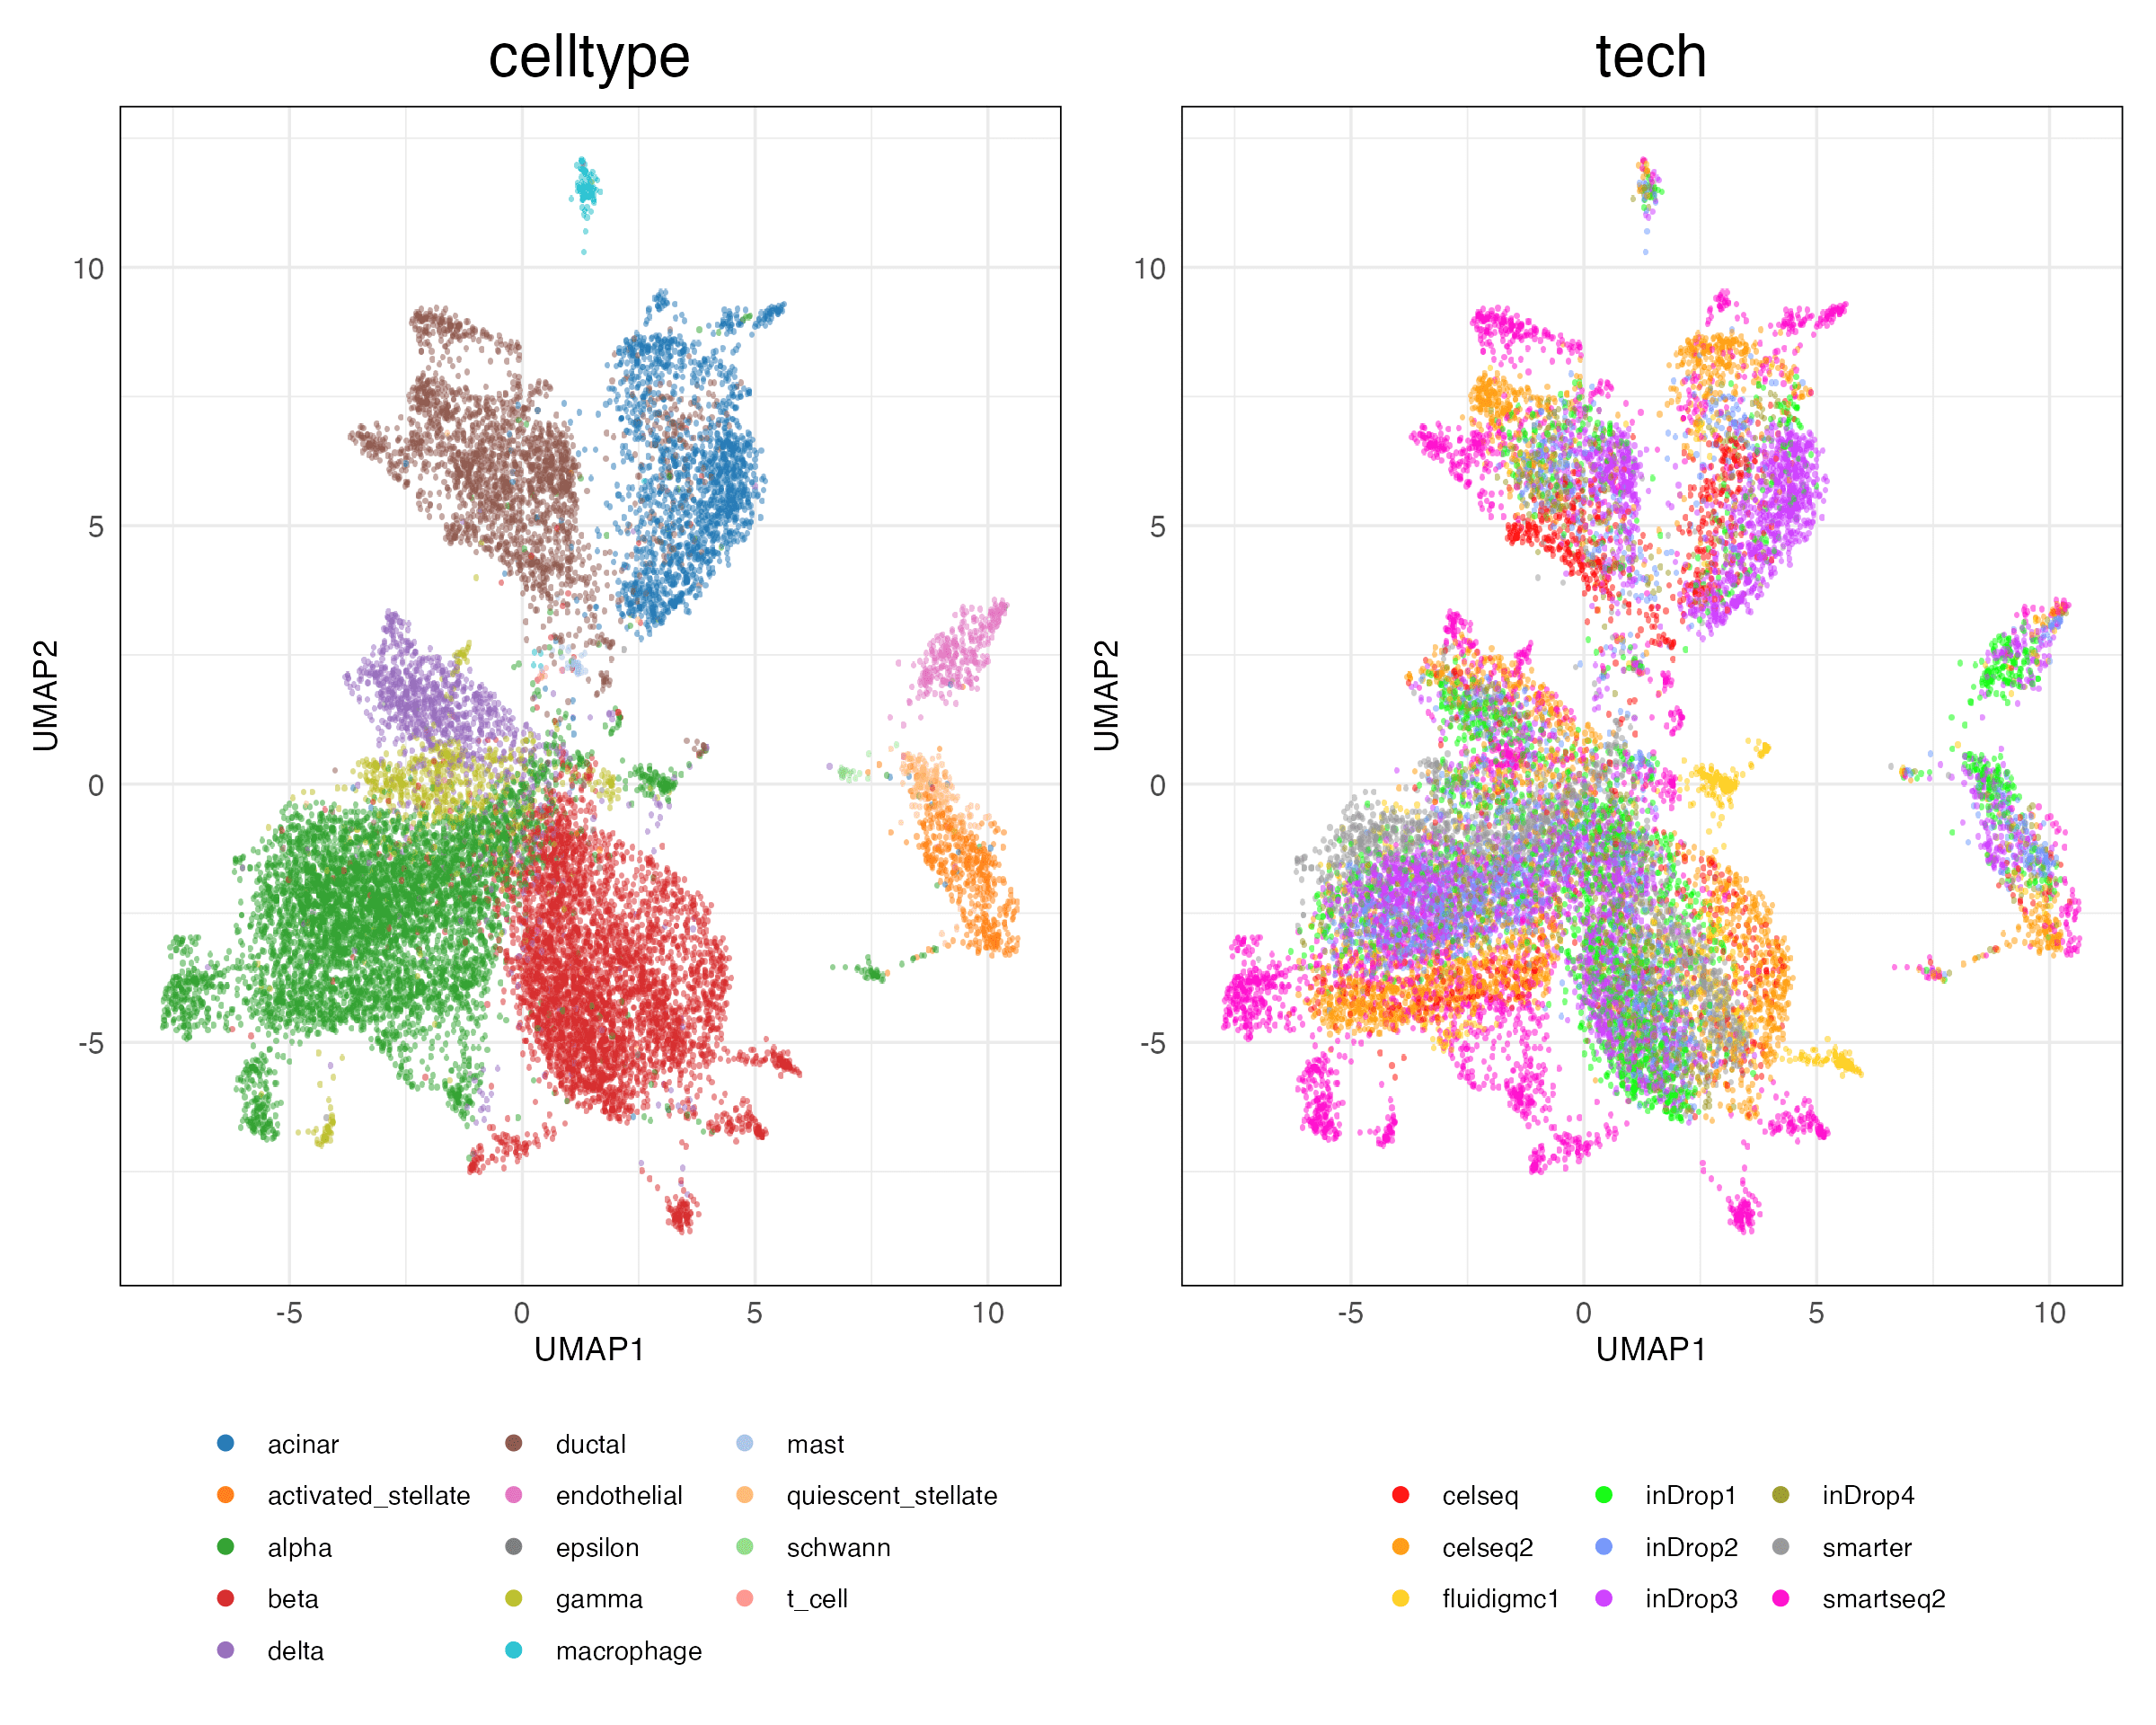 celltype
10
5
0
-5
UMAP2
-5 0 5 10
UMAP1
acinar ductal mast
activated_stellate endothelial quiescent_stellate
alpha epsilon schwann
beta gamma t_cell
delta macrophage
tech
10
5
0
-5
UMAP2
-5 0 5 10
UMAP1
celseq inDrop1 inDrop4
celseq2 inDrop2 smarter
fluidigmc1 inDrop3 smartseq2